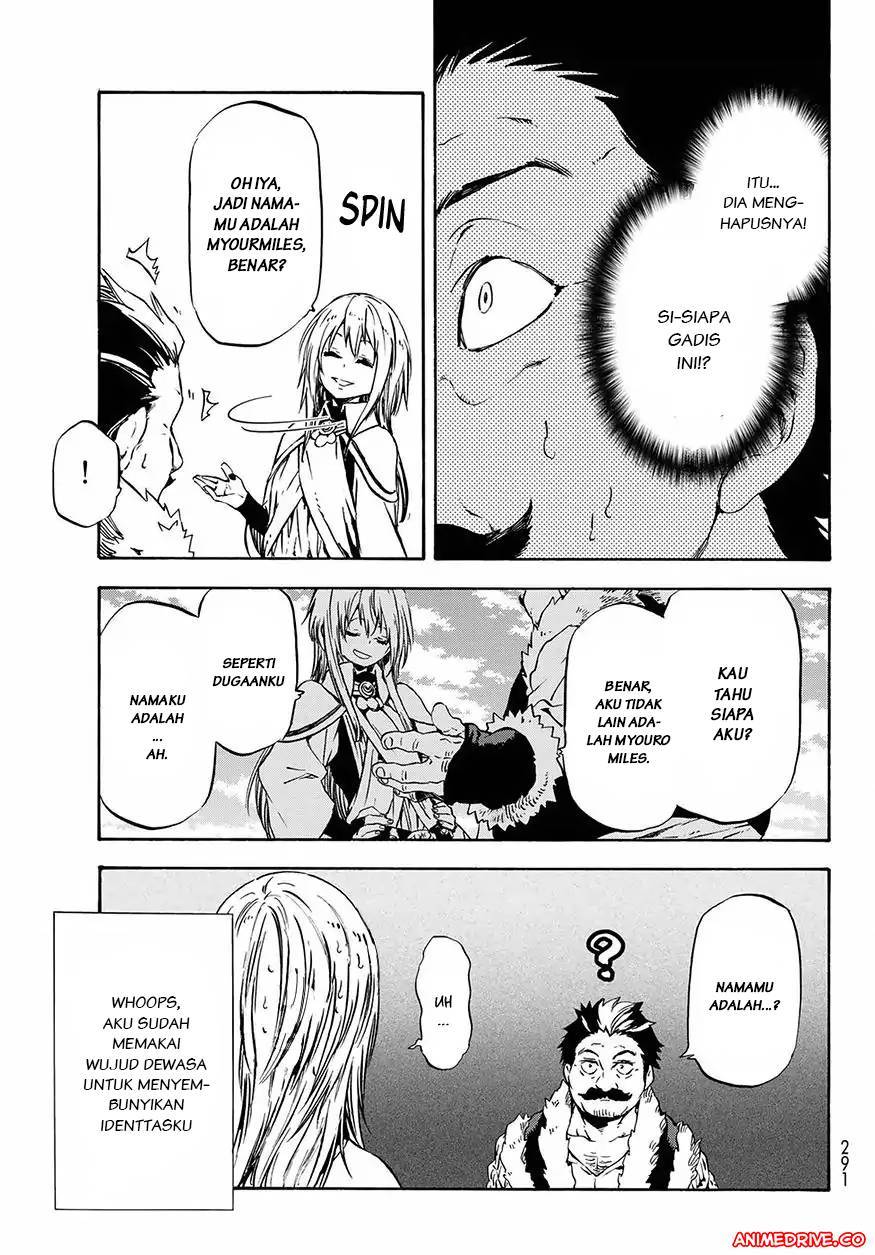 ITU...
DIA MENG-
HAPUSNYA!
SI-SIAPA
GADIS
INI!?
SPIN
OH IYA,
JADI NAMA-
MU ADALAH
MYOURMILES,
BENAR?
!
KAU
TAHU
SIAPA
AKU?
BENAR,
AKU TIDAK
LAIN ADA-
LAH MYOURO
MILES.
SEPERTI
DUGAANKU
NAMAKU
ADALAH
...
AH.
NAMAMU
ADALAH...?
?
UH
...
WHOOPS,
AKU SUDAH
MEMAKAI
WUJUD DEWASA
UNTUK MENYEM-
BUNYIKAN
IDENTTASKU
291
ANIMEDRIVE.CO